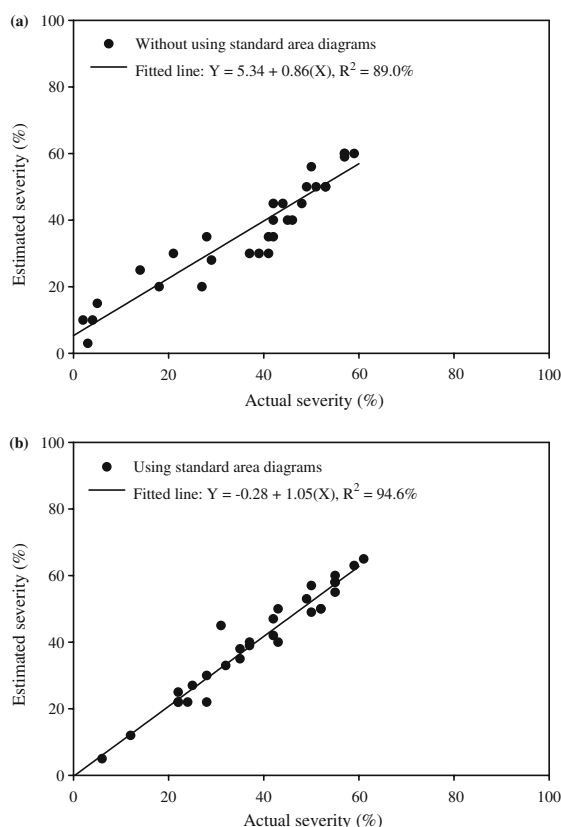 (a)
100
80
60
40
20
0
Estimated severity (%)
Without using standard area diagrams
Fitted line: Y = 5.34 + 0.86(X), R² = 89.0%
0 20 40 60 80 100
Actual severity (%)
(b)
100
80
60
40
20
0
Estimated severity (%)
Using standard area diagrams
Fitted line: Y = -0.28 + 1.05(X), R² = 94.6%
0 20 40 60 80 100
Actual severity (%)